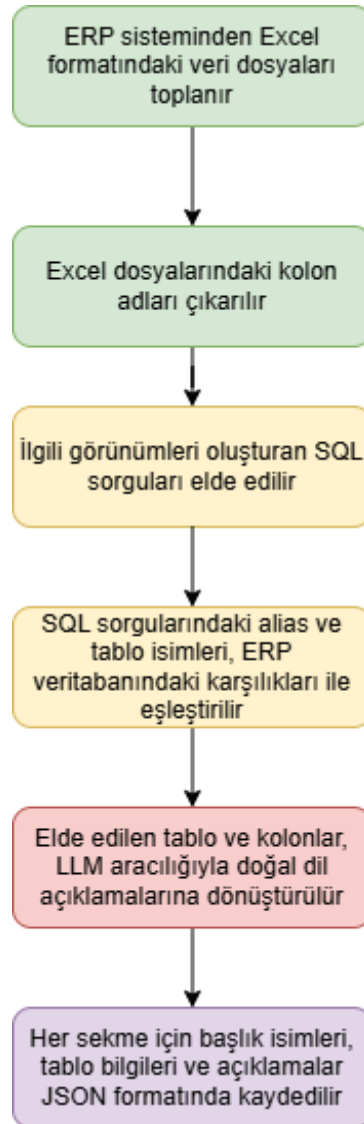 ERP sisteminden Excel
formatındaki veri dosyaları
toplanır
Excel dosyalarındaki kolon
adları çıkarılır
İlgili görünümleri oluşturan SQL
sorguları elde edilir
SQL sorgularındaki alias ve
tablo isimleri, ERP
veritabanındaki karşılıkları ile
eşleştirilir
Elde edilen tablo ve kolonlar,
LLM aracılığıyla doğal dil
açıklamalarına dönüştürülür
Her sekme için başlık isimleri,
tablo bilgileri ve açıklamalar
JSON formatında kaydedilir